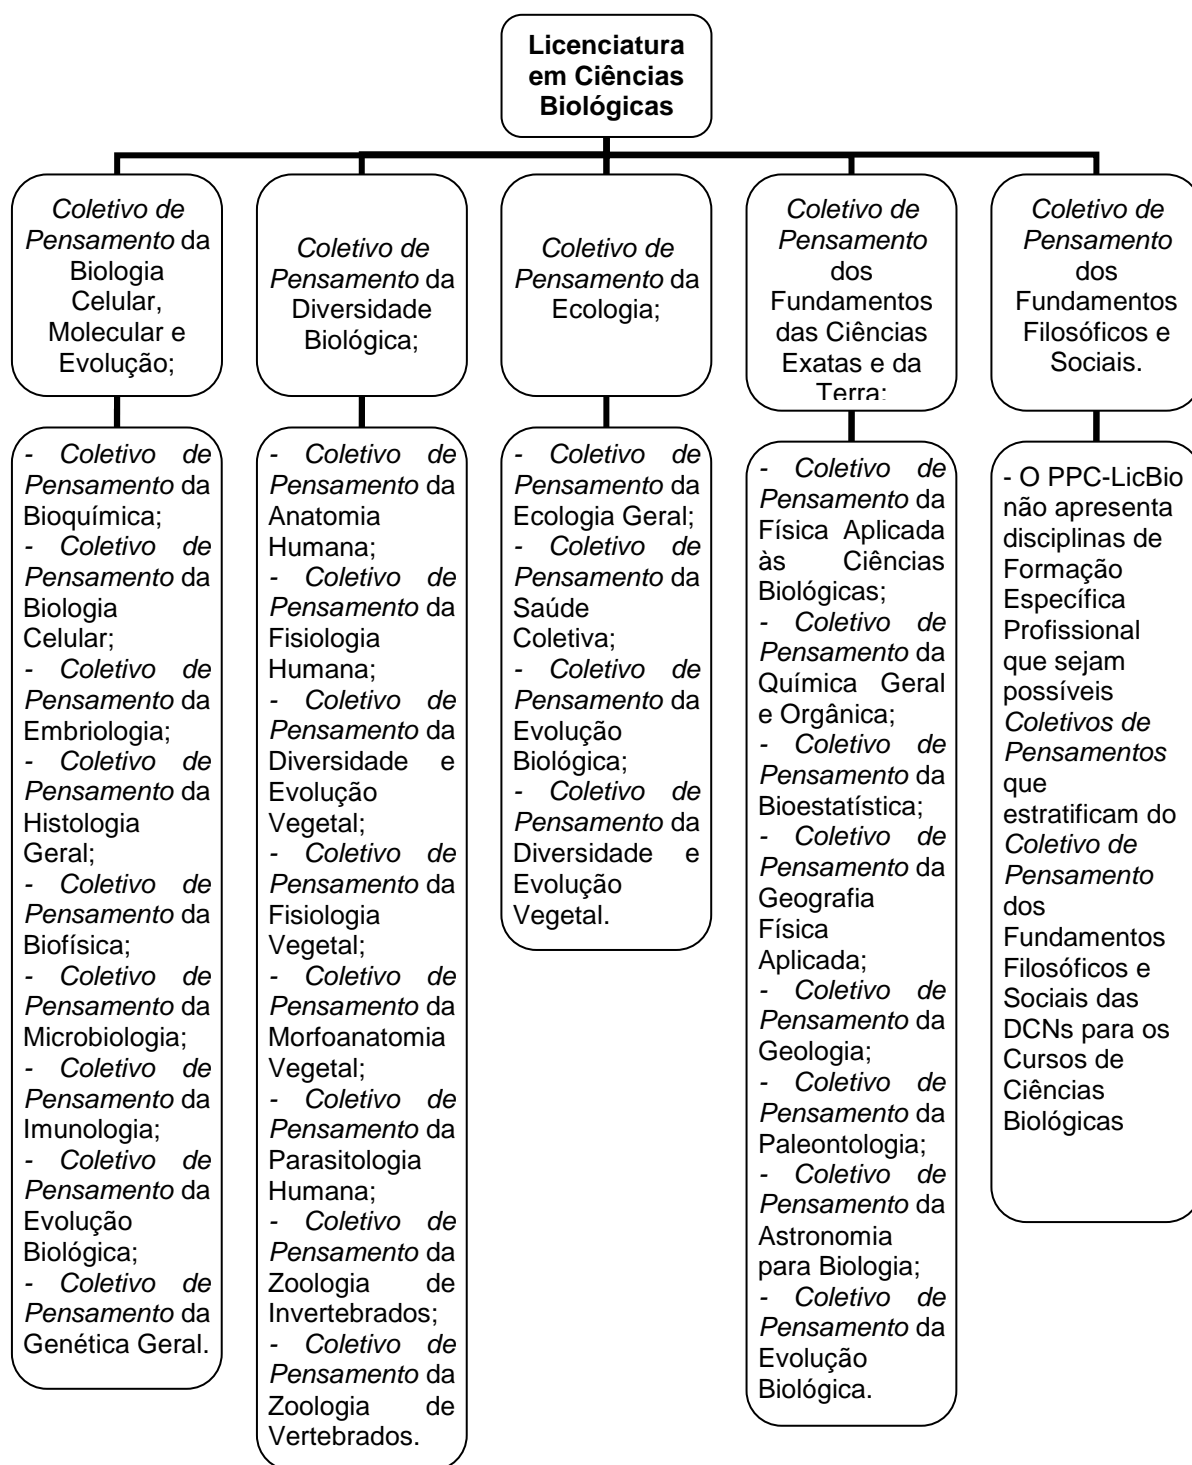 Licenciatura
em Ciências
Biológicas
Coletivo de
Pensamento da
Biologia
Celular,
Molecular e
Evolução;
Coletivo de
Pensamento da
Diversidade
Biológica;
Coletivo de
Pensamento da
Ecologia;
Coletivo de
Pensamento
dos
Fundamentos
das Ciências
Exatas e da
Terra;
Coletivo de
Pensamento
dos
Fundamentos
Filosóficos e
Sociais.
- Coletivo de
Pensamento da
Bioquímica;
- Coletivo de
Pensamento da
Biologia
Celular;
- Coletivo de
Pensamento da
Embriologia;
- Coletivo de
Pensamento da
Histologia
Geral;
- Coletivo de
Pensamento da
Biofísica;
- Coletivo de
Pensamento da
Microbiologia;
- Coletivo de
Pensamento da
Imunologia;
- Coletivo de
Pensamento da
Evolução
Biológica;
- Coletivo de
Pensamento da
Genética Geral.
- Coletivo de
Pensamento da
Anatomia
Humana;
- Coletivo de
Pensamento da
Fisiologia
Humana;
- Coletivo de
Pensamento da
Diversidade e
Evolução
Vegetal;
- Coletivo de
Pensamento da
Fisiologia
Vegetal;
- Coletivo de
Pensamento da
Morfoanatomia
Vegetal;
- Coletivo de
Pensamento da
Parasitologia
Humana;
- Coletivo de
Pensamento da
Zoologia de
Invertebrados;
- Coletivo de
Pensamento da
Zoologia de
Vertebrados.
- Coletivo de
Pensamento da
Ecologia Geral;
- Coletivo de
Pensamento da
Saúde
Coletiva;
- Coletivo de
Pensamento da
Evolução
Biológica;
- Coletivo de
Pensamento da
Diversidade e
Evolução
Vegetal.
- Coletivo de
Pensamento da
Física Aplicada
às Ciências
Biológicas;
- Coletivo de
Pensamento da
Química Geral
e Orgânica;
- Coletivo de
Pensamento da
Bioestatística;
- Coletivo de
Pensamento da
Geografia
Física
Aplicada;
- Coletivo de
Pensamento da
Geologia;
- Coletivo de
Pensamento da
Paleontologia;
- Coletivo de
Pensamento da
Astronomia
para Biologia;
- Coletivo de
Pensamento da
Evolução
Biológica.
- O PPC-LicBio
não apresenta
disciplinas de
Formação
Específica
Profissional
que sejam
possíveis
Coletivos de
Pensamentos
que
estratificam do
Coletivo de
Pensamento
dos
Fundamentos
Filosóficos e
Sociais das
DCNs para os
Cursos de
Ciências
Biológicas